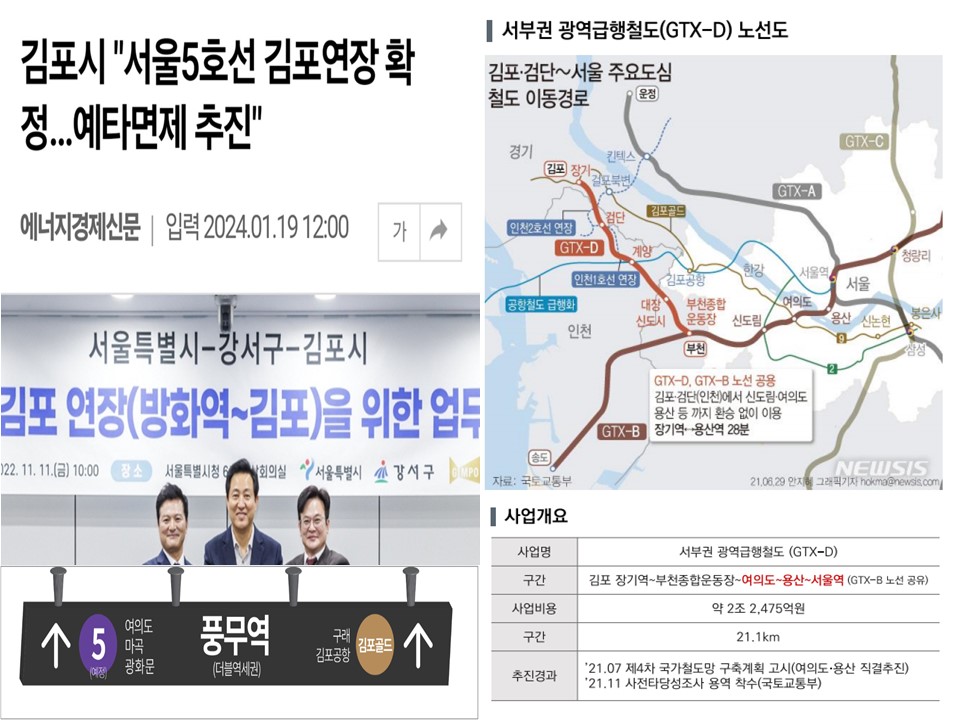 김포시 "서울5호선 김포연장 확
정...예타면제 추진"
에너지경제신문 | 입력 2024.01.19 12:00
가
서울특별시-강서구-김포시
김포 연장(방화역~김포)을 위한 업무
022. 11. 11.(금) 10:00 장소 서울특별시청 6 상회의실 서울특별시 강서구 GIMPO
5
(예정)
여의도
마곡
광화문
풍무역
(더블역세권)
구래
김포공항
김포골드
서부권 광역급행철도(GTX-D) 노선도
김포·검단~서울 주요도심
철도 이동경로
운정
경기
킨텍스
GTX-C
김포
장기
걸포북변
GTX-A
인천2호선 연장
검단
김포골드
GTX-D
계양
인천1호선 연장
김포공항
한강
서울역
청량리
공항철도 급행화
대장
신도시
부천종합
운동장
여의도
서울
인천
신도림
용산
신논현
봉은사
부천
9
삼성
2
GTX-D, GTX-B 노선 공용
김포·검단(인천)에서 신도림·여의도
용산 등 까지 환승 없이 이용
장기역↔용산역 28분
GTX-B
송도
NEWSIS
자료: 국토교통부
21.06.29 안지혜 그래픽기자 hokma@newsis.com
사업개요
사업명 서부권 광역급행철도 (GTX-D)
구간 김포 장기역~부천종합운동장~여의도~용산~서울역 (GTX-B 노선 공유)
사업비용 약 2조 2,475억원
구간 21.1km
추진경과 '21.07 제4차 국가철도망 구축계획 고시(여의도·용산 직결추진)
'21.11 사전타당성조사 용역 착수(국토교통부)